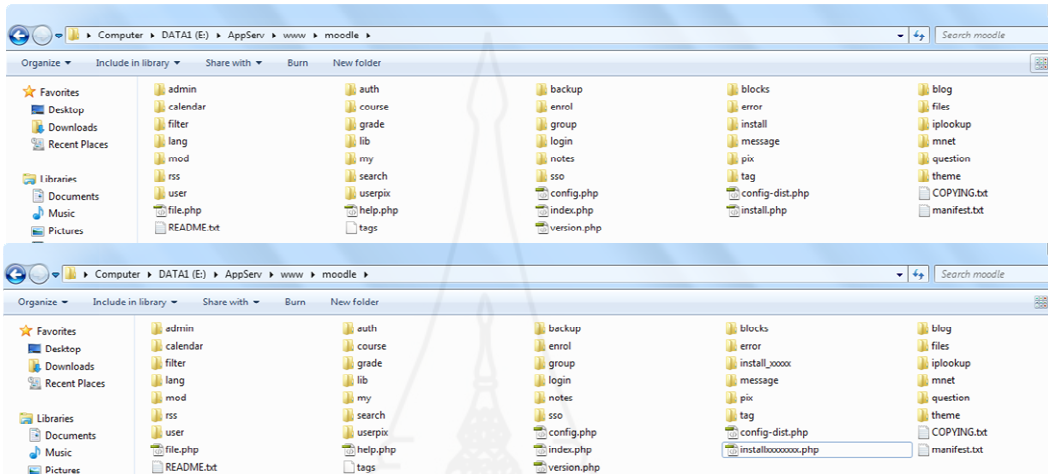 Computer ▸ DATA1 (E:) ▸ AppServ ▸ www ▸ moodle ▸ Search moodle
Organize Include in library Share with Burn New folder
Favorites admin auth backup blocks blog
Desktop calendar course enrol error files
Downloads filter grade group install iplookup
Recent Places lang lib login message mnet
mod my notes pix question
Libraries rss search sso tag theme
Documents user userpix config.php config-dist.php COPYING.txt
Music file.php help.php index.php install.php manifest.txt
Pictures README.txt tags version.php
Computer ▸ DATA1 (E:) ▸ AppServ ▸ www ▸ moodle ▸ Search moodle
Organize Include in library Share with Burn New folder
Favorites admin auth backup blocks blog
Desktop calendar course enrol error files
Downloads filter grade group install_xxxxx iplookup
Recent Places lang lib login message mnet
mod my notes pix question
Libraries rss search sso tag theme
Documents user userpix config.php config-dist.php COPYING.txt
Music file.php help.php index.php installxxxxxxxx.php manifest.txt
Pictures README.txt tags version.php